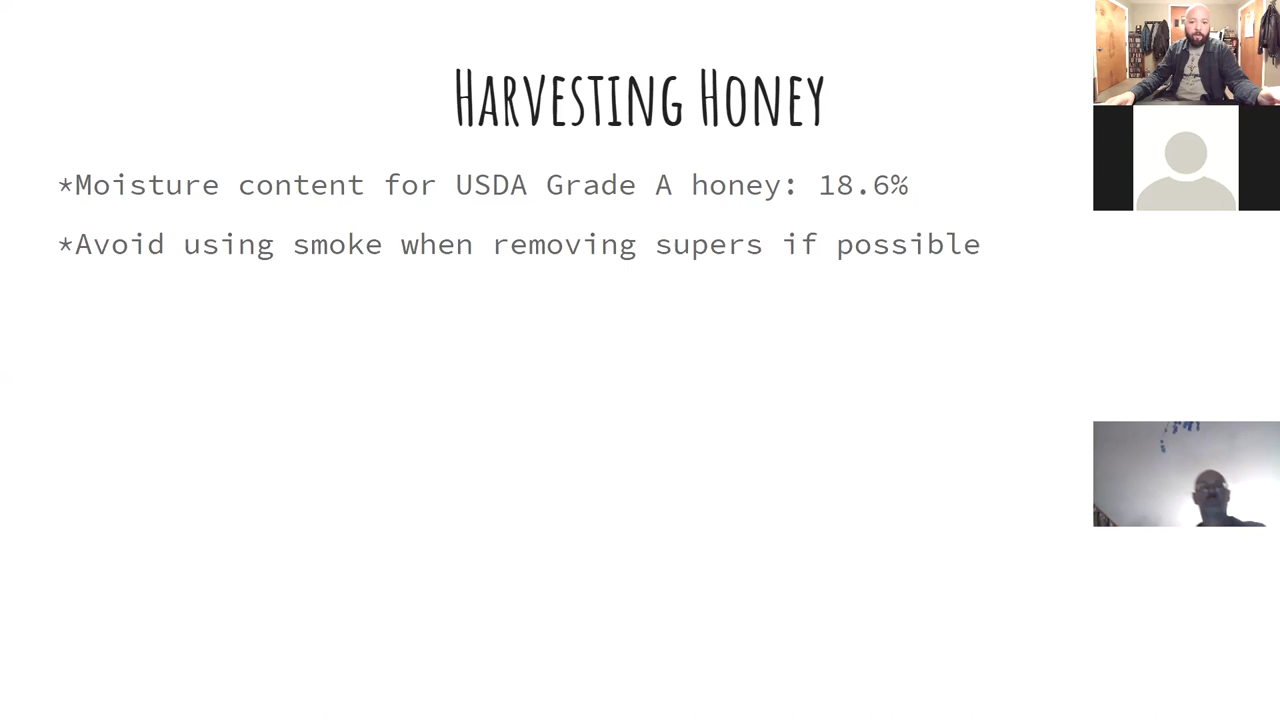 Harvesting Honey
*Moisture content for USDA Grade A honey: 18.6%
*Avoid using smoke when removing supers if possible